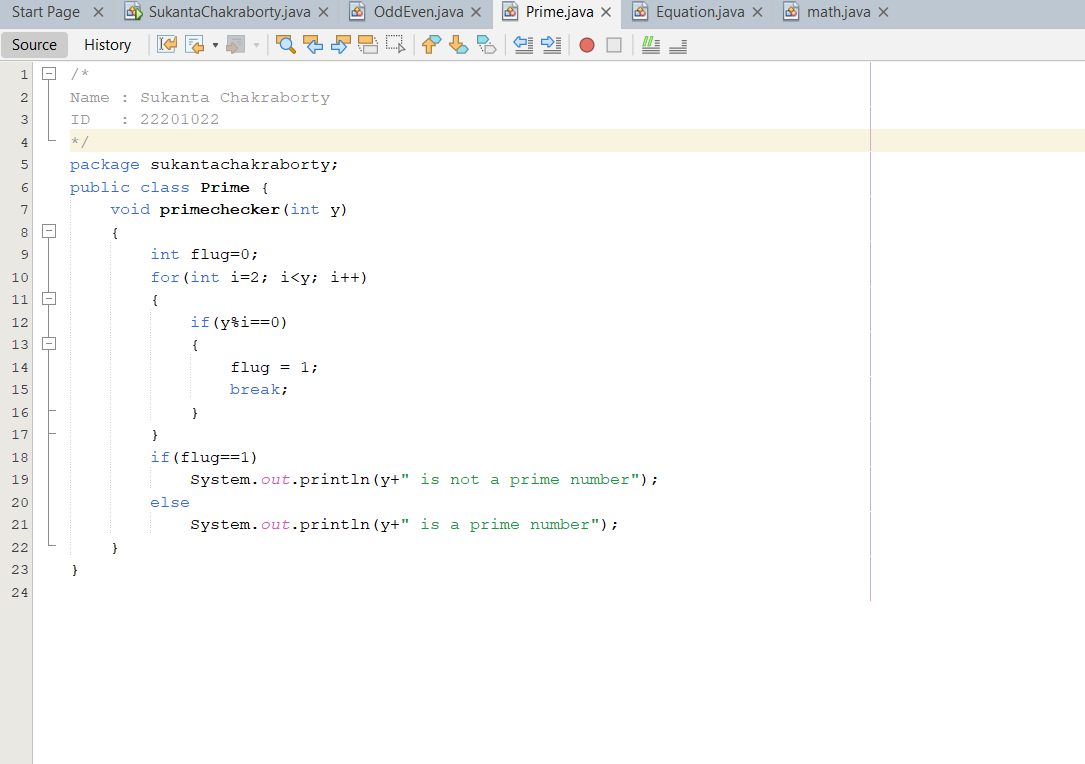 Start Page SukantaChakraborty.java OddEven.java Prime.java Equation.java math.java
Source History
1 /*
2 Name : Sukanta Chakraborty
3 ID   : 22201022
4 */
5 package sukantachakraborty;
6 public class Prime {
7     void primechecker(int y)
8     {
9         int flug=0;
10         for(int i=2; i<y; i++)
11         {
12             if(y%i==0)
13             {
14                 flug = 1;
15                 break;
16             }
17         }
18         if(flug==1)
19             System.out.println(y+" is not a prime number");
20         else
21             System.out.println(y+" is a prime number");
22     }
23 }
24